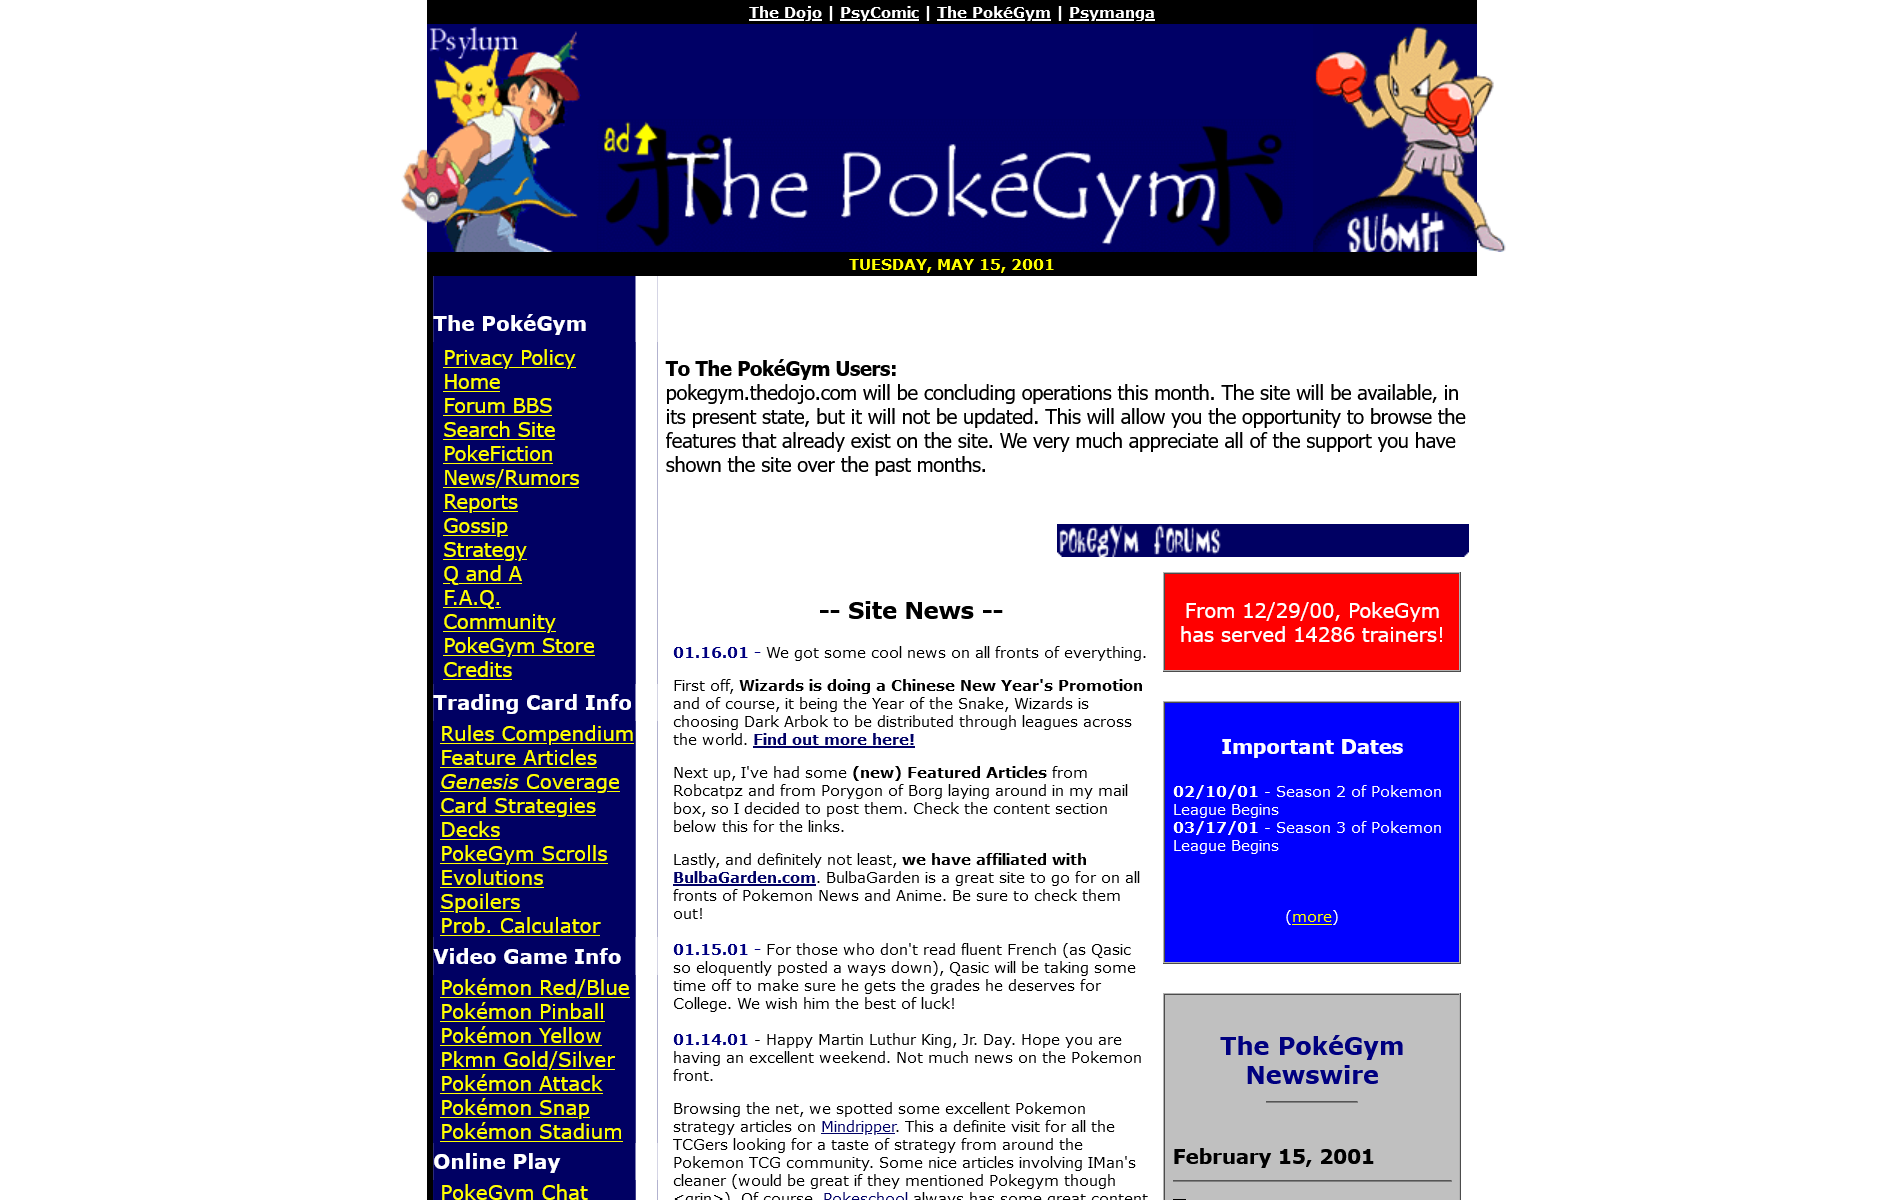 The Dojo | PsyComic | The PokéGym | Psymanga
Psylum
ad
ポ The PokéGym ポ
SUBMIT
TUESDAY, MAY 15, 2001
The PokéGym
Privacy Policy
Home
Forum BBS
Search Site
PokeFiction
News/Rumors
Reports
Gossip
Strategy
Q and A
F.A.Q.
Community
PokeGym Store
Credits
Trading Card Info
Rules Compendium
Feature Articles
Genesis Coverage
Card Strategies
Decks
PokeGym Scrolls
Evolutions
Spoilers
Prob. Calculator
Video Game Info
Pokémon Red/Blue
Pokémon Pinball
Pokémon Yellow
Pkmn Gold/Silver
Pokémon Attack
Pokémon Snap
Pokémon Stadium
Online Play
PokeGym Chat
To The PokéGym Users:
pokegym.thedojo.com will be concluding operations this month. The site will be available, in
its present state, but it will not be updated. This will allow you the opportunity to browse the
features that already exist on the site. We very much appreciate all of the support you have
shown the site over the past months.
POKEGYM FORUMS
-- Site News --
01.16.01 - We got some cool news on all fronts of everything.
First off, Wizards is doing a Chinese New Year's Promotion
and of course, it being the Year of the Snake, Wizards is
choosing Dark Arbok to be distributed through leagues across
the world. Find out more here!
Next up, I've had some (new) Featured Articles from
Robcatpz and from Porygon of Borg laying around in my mail
box, so I decided to post them. Check the content section
below this for the links.
Lastly, and definitely not least, we have affiliated with
BulbaGarden.com. BulbaGarden is a great site to go for on all
fronts of Pokemon News and Anime. Be sure to check them
out!
01.15.01 - For those who don't read fluent French (as Qasic
so eloquently posted a ways down), Qasic will be taking some
time off to make sure he gets the grades he deserves for
College. We wish him the best of luck!
01.14.01 - Happy Martin Luthur King, Jr. Day. Hope you are
having an excellent weekend. Not much news on the Pokemon
front.
Browsing the net, we spotted some excellent Pokemon
strategy articles on Mindripper. This a definite visit for all the
TCGers looking for a taste of strategy from around the
Pokemon TCG community. Some nice articles involving IMan's
cleaner (would be great if they mentioned Pokegym though
<grin>). Of course, Pokeschool always has some great content
From 12/29/00, PokeGym
has served 14286 trainers!
Important Dates
02/10/01 - Season 2 of Pokemon
League Begins
03/17/01 - Season 3 of Pokemon
League Begins
(more)
The PokéGym
Newswire
February 15, 2001